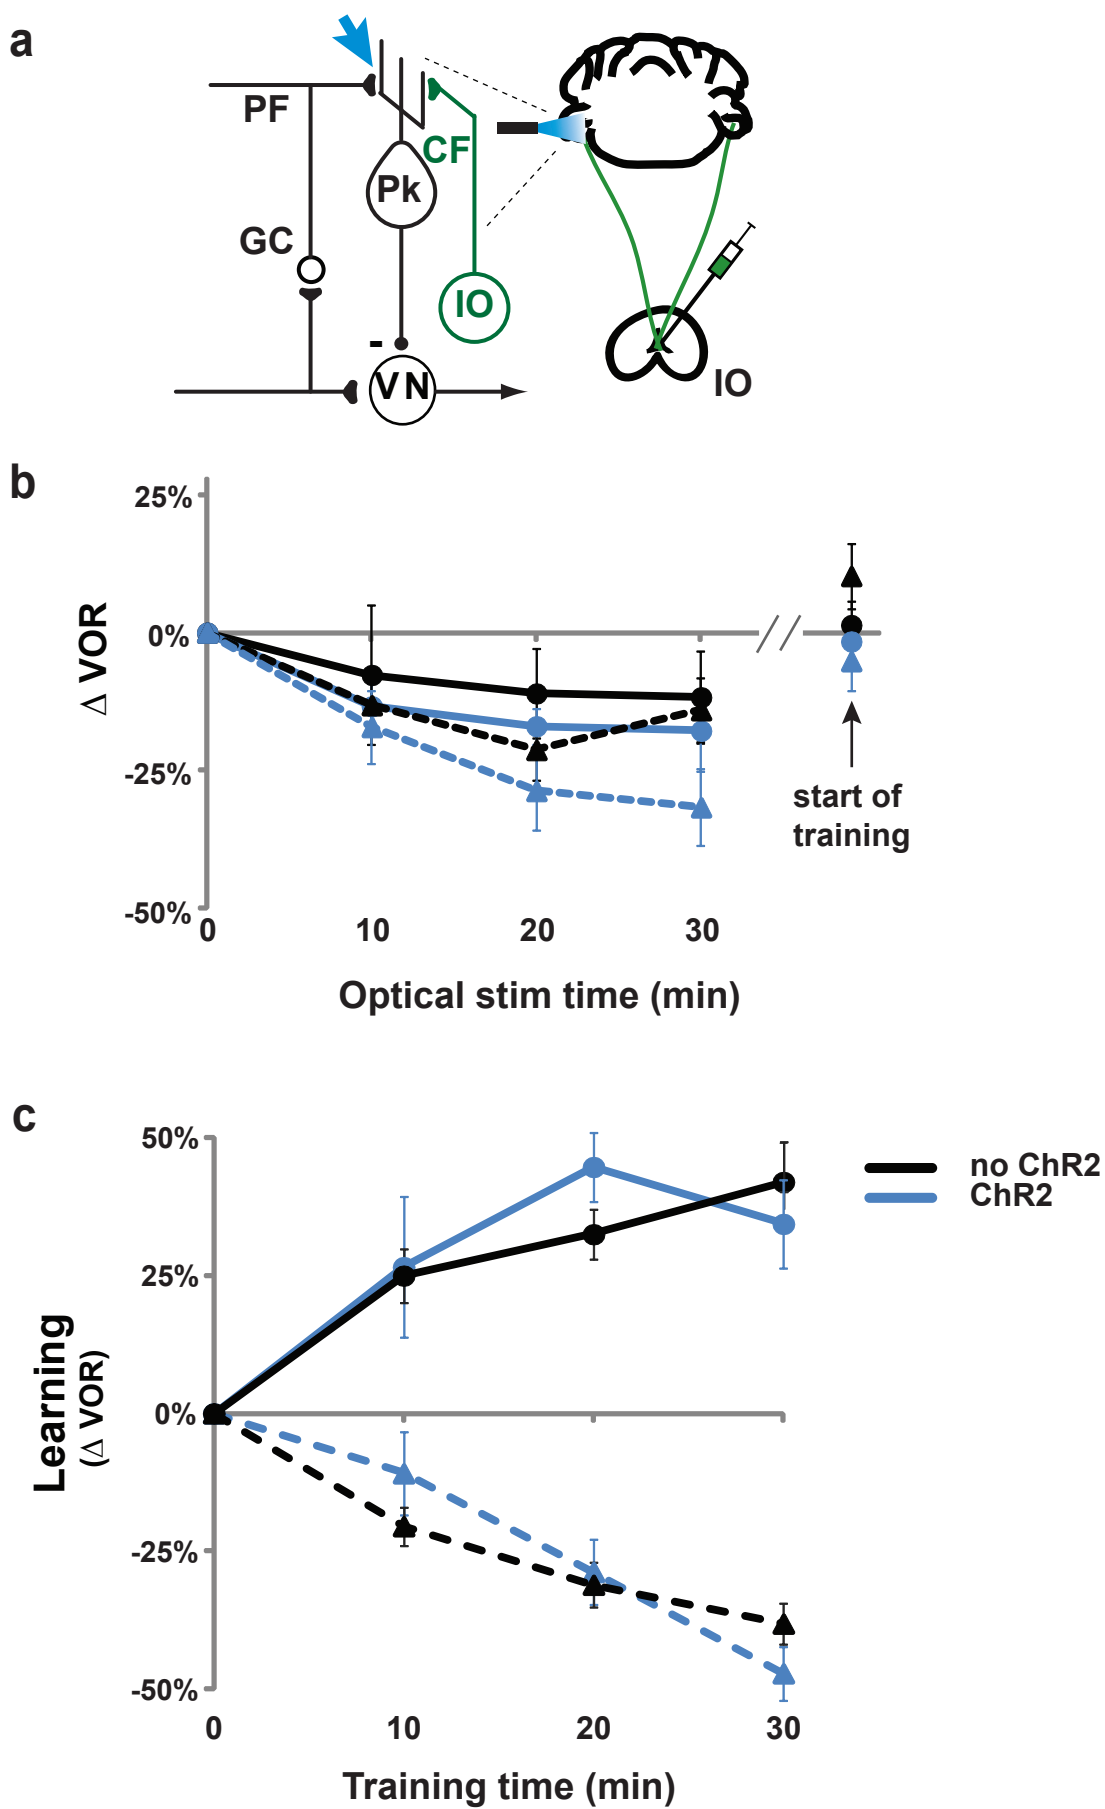 a
PF
CF
Pk
GC
IO
-
VN
IO
b
25%
0%
-25%
-50%
Δ VOR
0 10 20 30
Optical stim time (min)
start of
training
c
50%
25%
0%
-25%
-50%
Learning
(Δ VOR)
0 10 20 30
Training time (min)
no ChR2
ChR2